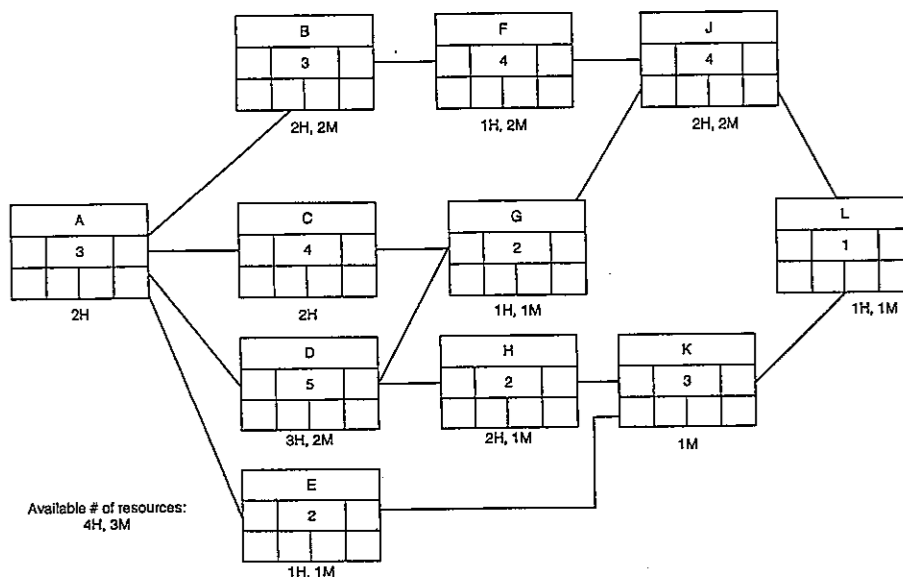 B
3
2H, 2M
F
4
1H, 2M
J
4
2H, 2M
A
3
2H
C
4
2H
G
2
1H, 1M
L
1
1H, 1M
D
5
3H, 2M
H
2
2H, 1M
K
3
1M
E
2
1H, 1M
Available # of resources:
4H, 3M